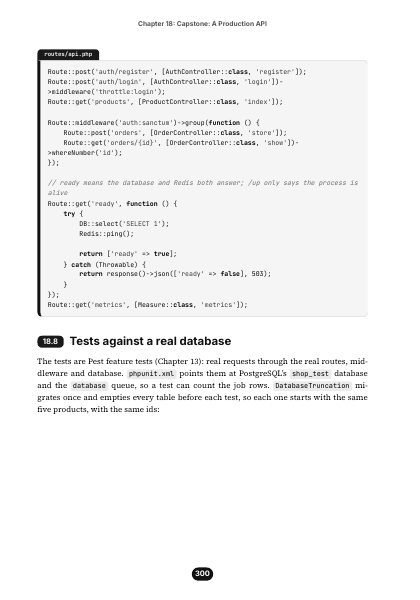 Chapter 18: Capstone: A Production API
routes/api.php
Route::post('auth/register', [AuthController::class, 'register']);
Route::post('auth/login', [AuthController::class, 'login'])-
>middleware('throttle:login');
Route::get('products', [ProductController::class, 'index']);
Route::middleware('auth:sanctum')->group(function () {
    Route::post('orders', [OrderController::class, 'store']);
    Route::get('orders/{id}', [OrderController::class, 'show'])-
>whereNumber('id');
});
// ready means the database and Redis both answer; /up only says the process is
alive
Route::get('ready', function () {
    try {
        DB::select('SELECT 1');
        Redis::ping();
        return ['ready' => true];
    } catch (Throwable) {
        return response()->json(['ready' => false], 503);
    }
});
Route::get('metrics', [Measure::class, 'metrics']);
18.8 Tests against a real database
The tests are Pest feature tests (Chapter 13): real requests through the real routes, mid-
dleware and database. phpunit.xml points them at PostgreSQL's shop_test database
and the database queue, so a test can count the job rows. DatabaseTruncation mi-
grates once and empties every table before each test, so each one starts with the same
five products, with the same ids:
300